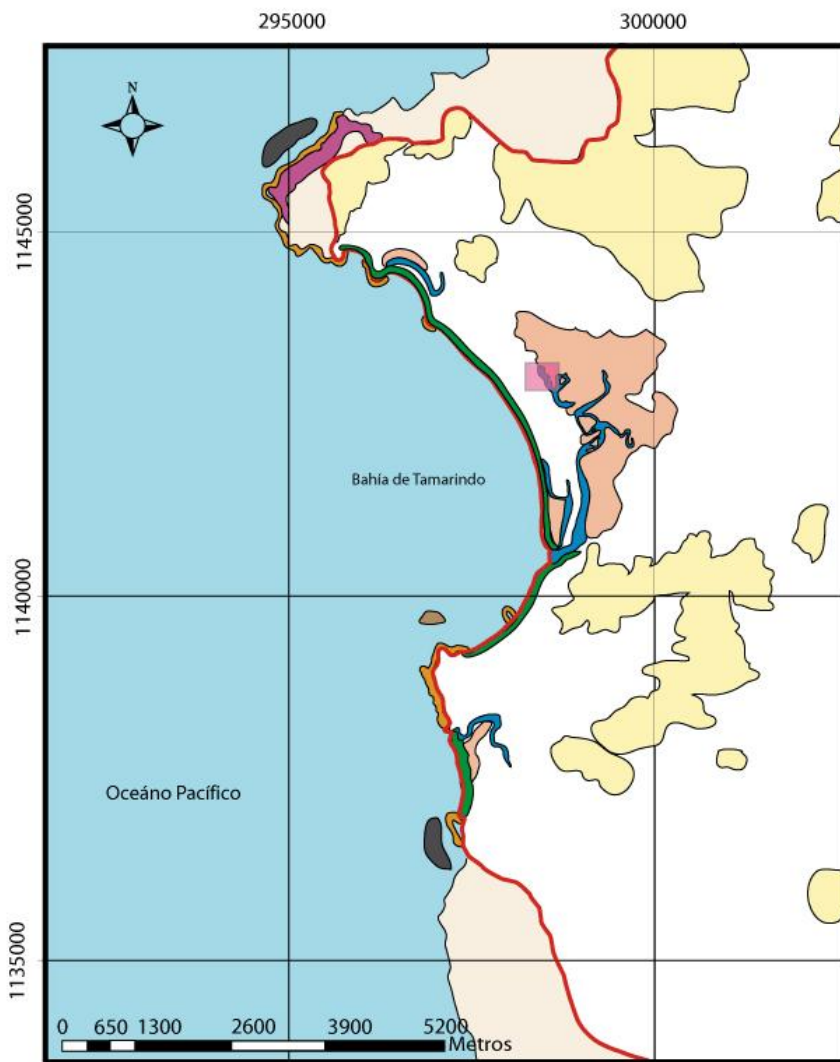 295000 300000
N
1145000
Bahía de Tamarindo
1140000
Oceáno Pacífico
1135000
0 650 1300 2600 3900 5200
Metros